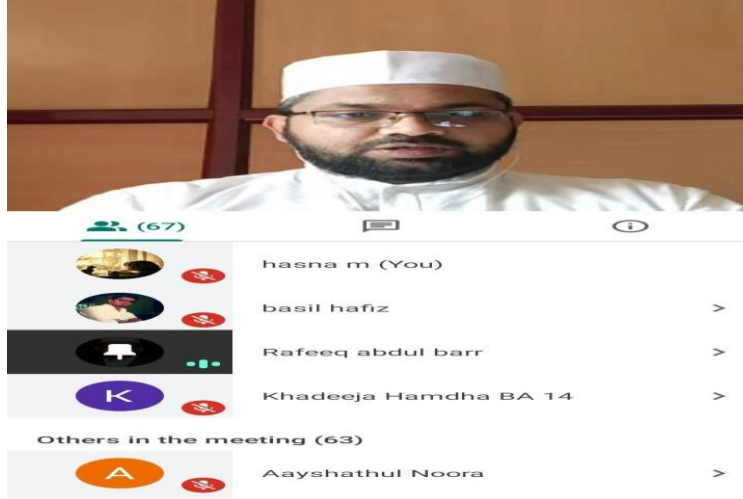 (67)
hasna m (You)
basil hafiz
Rafeeq abdul barr
K
Khadeeja Hamdha BA 14
Others in the meeting (63)
A
Aayshathul Noora